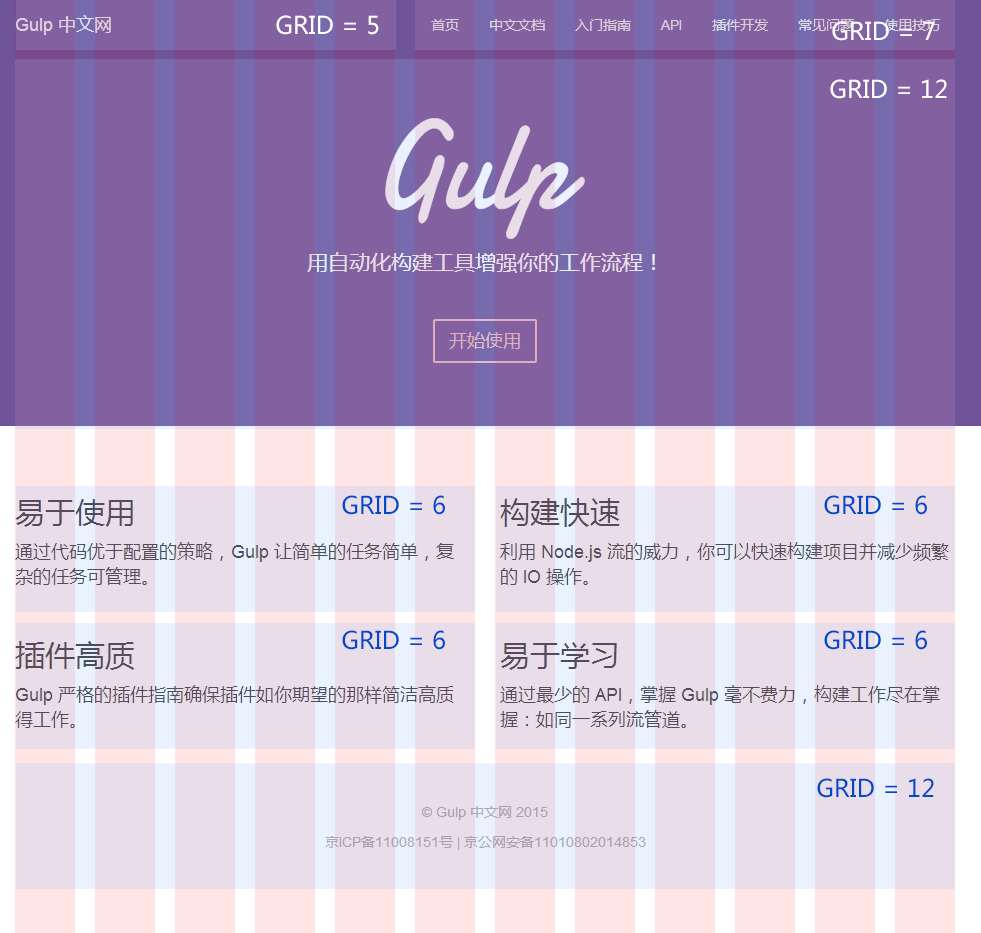 Gulp 中文网 GRID = 5 首页 中文文档 入门指南 API 插件开发 常见问题 使用技巧 GRID = 7
GRID = 12
Gulp
用自动化构建工具增强你的工作流程！
开始使用
易于使用 GRID = 6
通过代码优于配置的策略，Gulp 让简单的任务简单，复
杂的任务可管理。
构建快速 GRID = 6
利用 Node.js 流的威力，你可以快速构建项目并减少频繁
的 IO 操作。
插件高质 GRID = 6
Gulp 严格的插件指南确保插件如你期望的那样简洁高质
得工作。
易于学习 GRID = 6
通过最少的 API，掌握 Gulp 毫不费力，构建工作尽在掌
握：如同一系列流管道。
GRID = 12
© Gulp 中文网 2015
京ICP备11008151号 | 京公网安备11010802014853